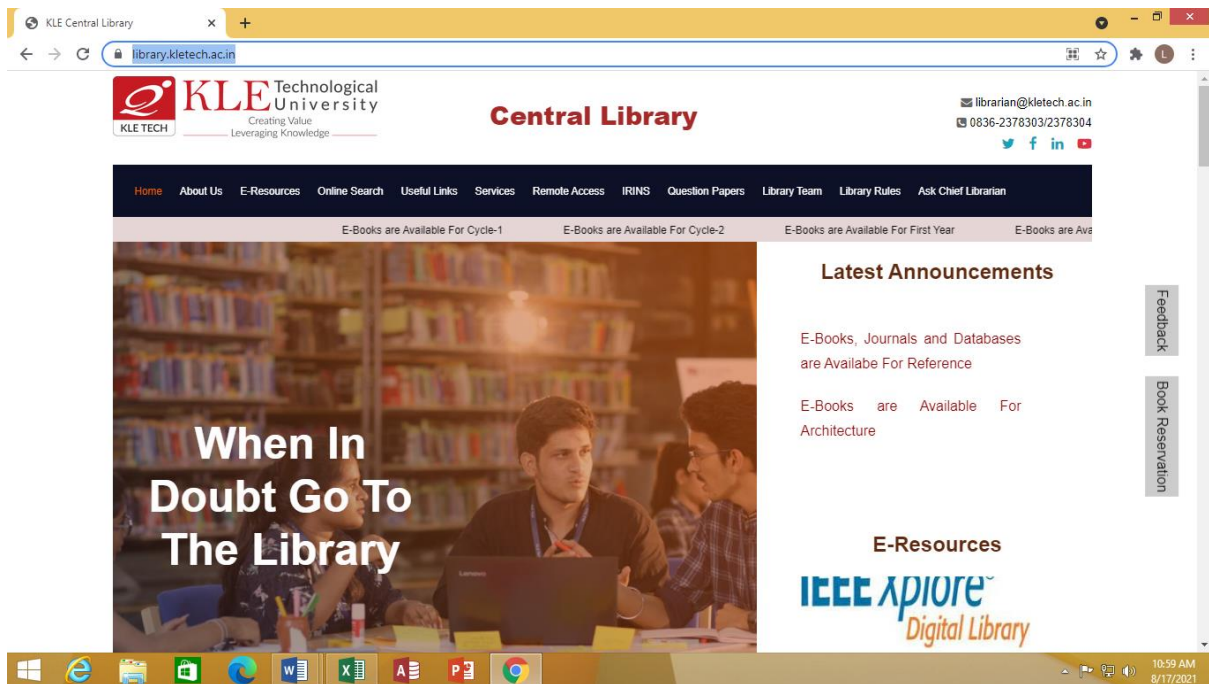 KLE Central Library
library.kletech.ac.in
L
KLE TECH
KLE Technological University
Creating Value
Leveraging Knowledge
Central Library
librarian@kletech.ac.in
0836-2378303/2378304
Home About Us E-Resources Online Search Useful Links Services Remote Access IRINS Question Papers Library Team Library Rules Ask Chief Librarian
E-Books are Available For Cycle-1 E-Books are Available For Cycle-2 E-Books are Available For First Year E-Books are Ava
When In
Doubt Go To
The Library
Lenovo
Latest Announcements
E-Books, Journals and Databases
are Availabe For Reference
E-Books are Available For
Architecture
E-Resources
IEEE Xplore
Digital Library
Feedback
Book Reservation
10:59 AM
8/17/2021